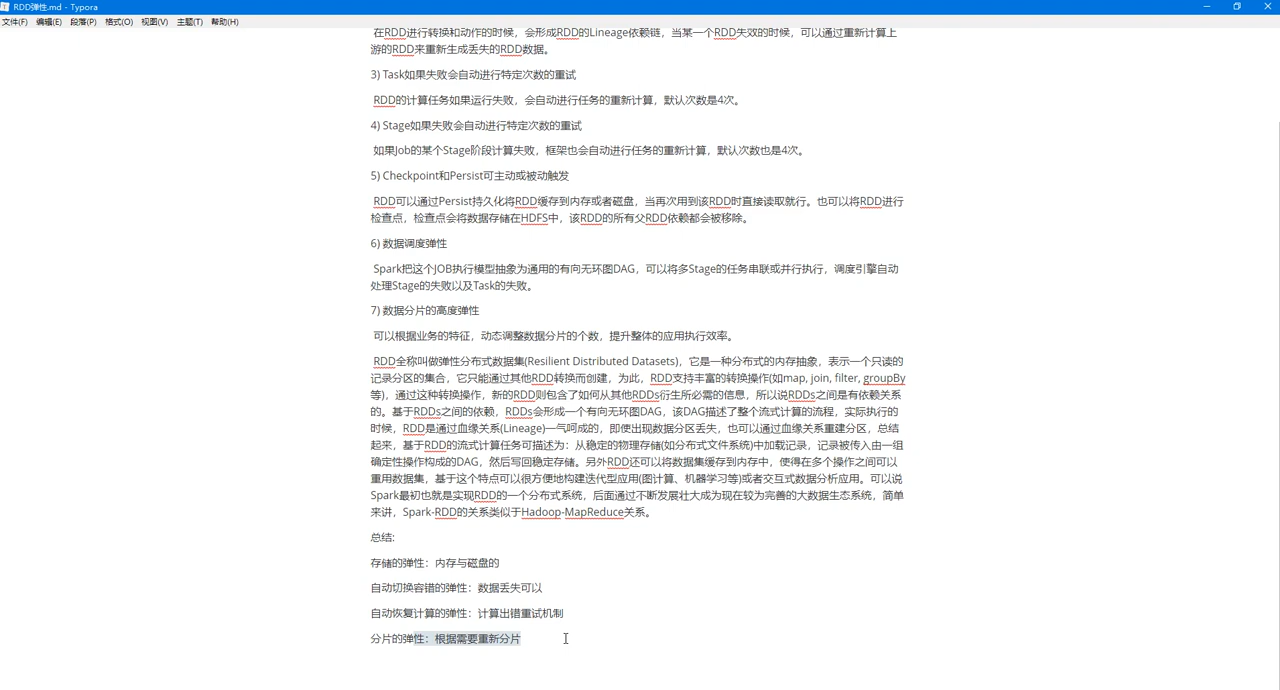 RDD弹性.md - Typora
文件(F) 编辑(E) 段落(P) 格式(O) 视图(V) 主题(T) 帮助(H)
在RDD进行转换和动作的时候，会形成RDD的Lineage依赖链，当某一个RDD失效的时候，可以通过重新计算上
游的RDD来重新生成丢失的RDD数据。
3) Task如果失败会自动进行特定次数的重试
RDD的计算任务如果运行失败，会自动进行任务的重新计算，默认次数是4次。
4) Stage如果失败会自动进行特定次数的重试
如果Job的某个Stage阶段计算失败，框架也会自动进行任务的重新计算，默认次数也是4次。
5) Checkpoint和Persist可主动或被动触发
RDD可以通过Persist持久化将RDD缓存到内存或者磁盘，当再次用到该RDD时直接读取就行。也可以将RDD进行
检查点，检查点会将数据存储在HDFS中，该RDD的所有父RDD依赖都会被移除。
6) 数据调度弹性
Spark把这个JOB执行模型抽象为通用的有向无环图DAG，可以将多Stage的任务串联或并行执行，调度引擎自动
处理Stage的失败以及Task的失败。
7) 数据分片的高度弹性
可以根据业务的特征，动态调整数据分片的个数，提升整体的应用执行效率。
RDD全称叫做弹性分布式数据集(Resilient Distributed Datasets)，它是一种分布式的内存抽象，表示一个只读的
记录分区的集合，它只能通过其他RDD转换而创建，为此，RDD支持丰富的转换操作(如map, join, filter, groupBy
等)，通过这种转换操作，新的RDD则包含了如何从其他RDDs衍生所必需的信息，所以说RDDs之间是有依赖关系
的。基于RDDs之间的依赖，RDDs会形成一个有向无环图DAG，该DAG描述了整个流式计算的流程，实际执行的
时候，RDD是通过血缘关系(Lineage)一气呵成的，即使出现数据分区丢失，也可以通过血缘关系重建分区，总结
起来，基于RDD的流式计算任务可描述为：从稳定的物理存储(如分布式文件系统)中加载记录，记录被传入由一组
确定性操作构成的DAG，然后写回稳定存储。另外RDD还可以将数据集缓存到内存中，使得在多个操作之间可以
重用数据集，基于这个特点可以很方便地构建迭代型应用(图计算、机器学习等)或者交互式数据分析应用。可以说
Spark最初也就是实现RDD的一个分布式系统，后面通过不断发展壮大成为现在较为完善的大数据生态系统，简单
来讲，Spark-RDD的关系类似于Hadoop-MapReduce关系。
总结:
存储的弹性：内存与磁盘的
自动切换容错的弹性：数据丢失可以
自动恢复计算的弹性：计算出错重试机制
分片的弹性：根据需要重新分片